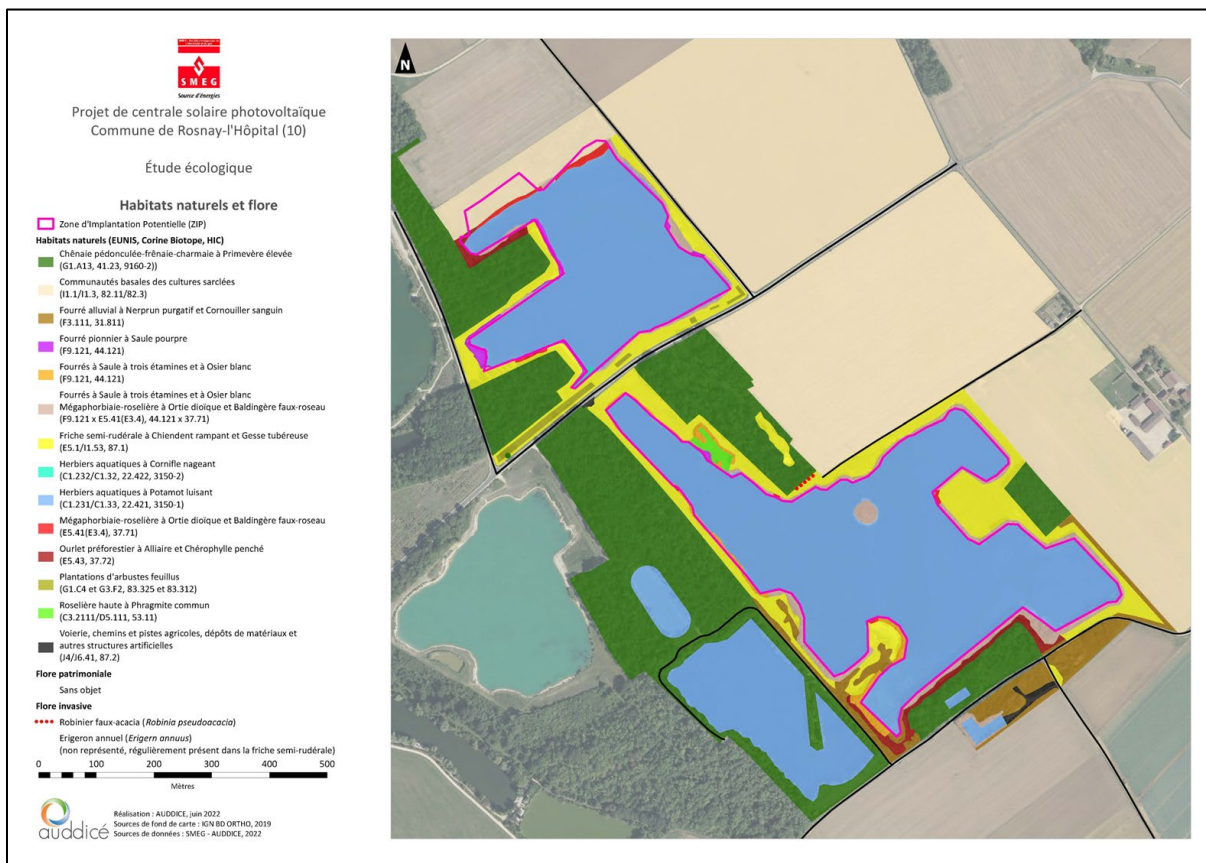 SMEG
Source d'énergies
Projet de centrale solaire photovoltaïque
Commune de Rosnay-l'Hôpital (10)
Étude écologique
Habitats naturels et flore
Zone d'Implantation Potentielle (ZIP)
Habitats naturels (EUNIS, Corine Biotope, HIC)
Chênaie pédonculée-frênaie-charmaie à Primevère élevée
(G1.A13, 41.23, 9160-2))
Communautés basales des cultures sarclées
(I1.1/I1.3, 82.11/82.3)
Fourré alluvial à Nerprun purgatif et Cornouiller sanguin
(F3.111, 31.811)
Fourré pionnier à Saule pourpre
(F9.121, 44.121)
Fourrés à Saule à trois étamines et à Osier blanc
(F9.121, 44.121)
Fourrés à Saule à trois étamines et à Osier blanc
Mégaphorbiaie-roselière à Ortie dioïque et Baldingère faux-roseau
(F9.121 x E5.41(E3.4), 44.121 x 37.71)
Friche semi-rudérale à Chiendent rampant et Gesse tubéreuse
(E5.1/I1.53, 87.1)
Herbiers aquatiques à Cornifle nageant
(C1.232/C1.32, 22.422, 3150-2)
Herbiers aquatiques à Potamot luisant
(C1.231/C1.33, 22.421, 3150-1)
Mégaphorbiaie-roselière à Ortie dioïque et Baldingère faux-roseau
(E5.41(E3.4), 37.71)
Ourlet préforestier à Alliaire et Chérophylle penché
(E5.43, 37.72)
Plantations d'arbustes feuillus
(G1.C4 et G3.F2, 83.325 et 83.312)
Roselière haute à Phragmite commun
(C3.2111/D5.111, 53.11)
Voierie, chemins et pistes agricoles, dépôts de matériaux et
autres structures artificielles
(J4/J6.41, 87.2)
Flore patrimoniale
Sans objet
Flore invasive
Robinier faux-acacia (Robinia pseudoacacia)
Erigeron annuel (Erigern annuus)
(non représenté, régulièrement présent dans la friche semi-rudérale)
0 100 200 300 400 500
Mètres
auddicé
Réalisation : AUDDICE, juin 2022
Sources de fond de carte : IGN BD ORTHO, 2019
Sources de données : SMEG - AUDDICE, 2022
N